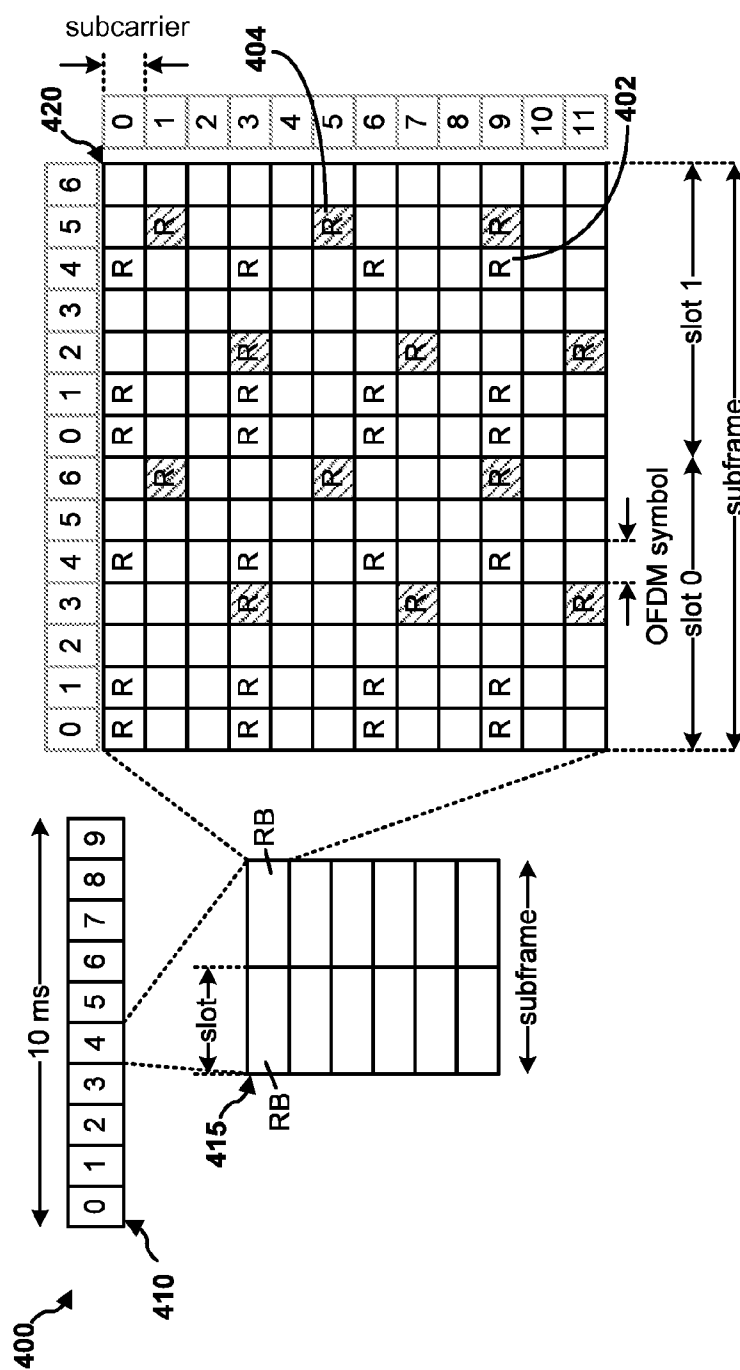 400
10 ms
0 1 2 3 4 5 6 7 8 9
410
slot
415
RB
RB
subframe
420
subcarrier
0 1 2 3 4 5 6 0 1 2 3 4 5 6
R R R R R R 0
R R 1
2
R R R R R R R R 3
4
R R 5
404
R R R R R R 6
R R 7
8
R R R R R R R R 9
10
R R 11
402
OFDM symbol
slot 0
slot 1
subframe